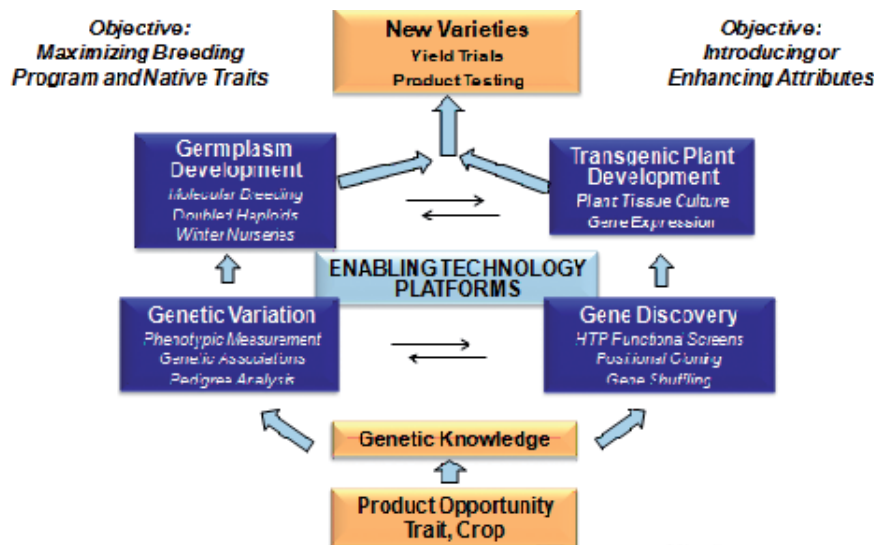 Objective:
Maximizing Breeding
Program and Native Traits
New Varieties
Yield Trials
Product Testing
Objective:
Introducing or
Enhancing Attributes
Germplasm
Development
Molecular Breeding
Doubled Haploids
Winter Nurseries
Transgenic Plant
Development
Plant Tissue Culture
Gene Expression
ENABLING TECHNOLOGY
PLATFORMS
Genetic Variation
Phenotypic Measurement
Genetic Associations
Pedigree Analysis
Gene Discovery
HTP Functional Screens
Positional Cloning
Gene Shuffling
Genetic Knowledge
Product Opportunity
Trait, Crop